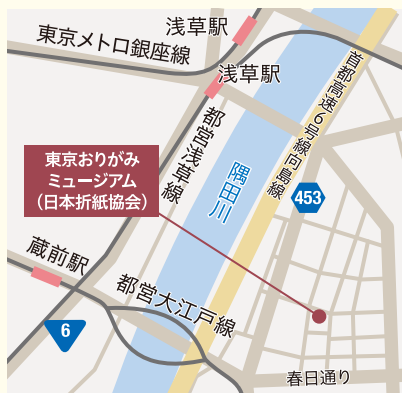 浅草駅
東京メトロ銀座線
浅草駅
首都高速6号線向島線
都営浅草線
東京おりがみ
ミュージアム
(日本折紙協会)
隅田川
453
蔵前駅
都営大江戸線
6
春日通り